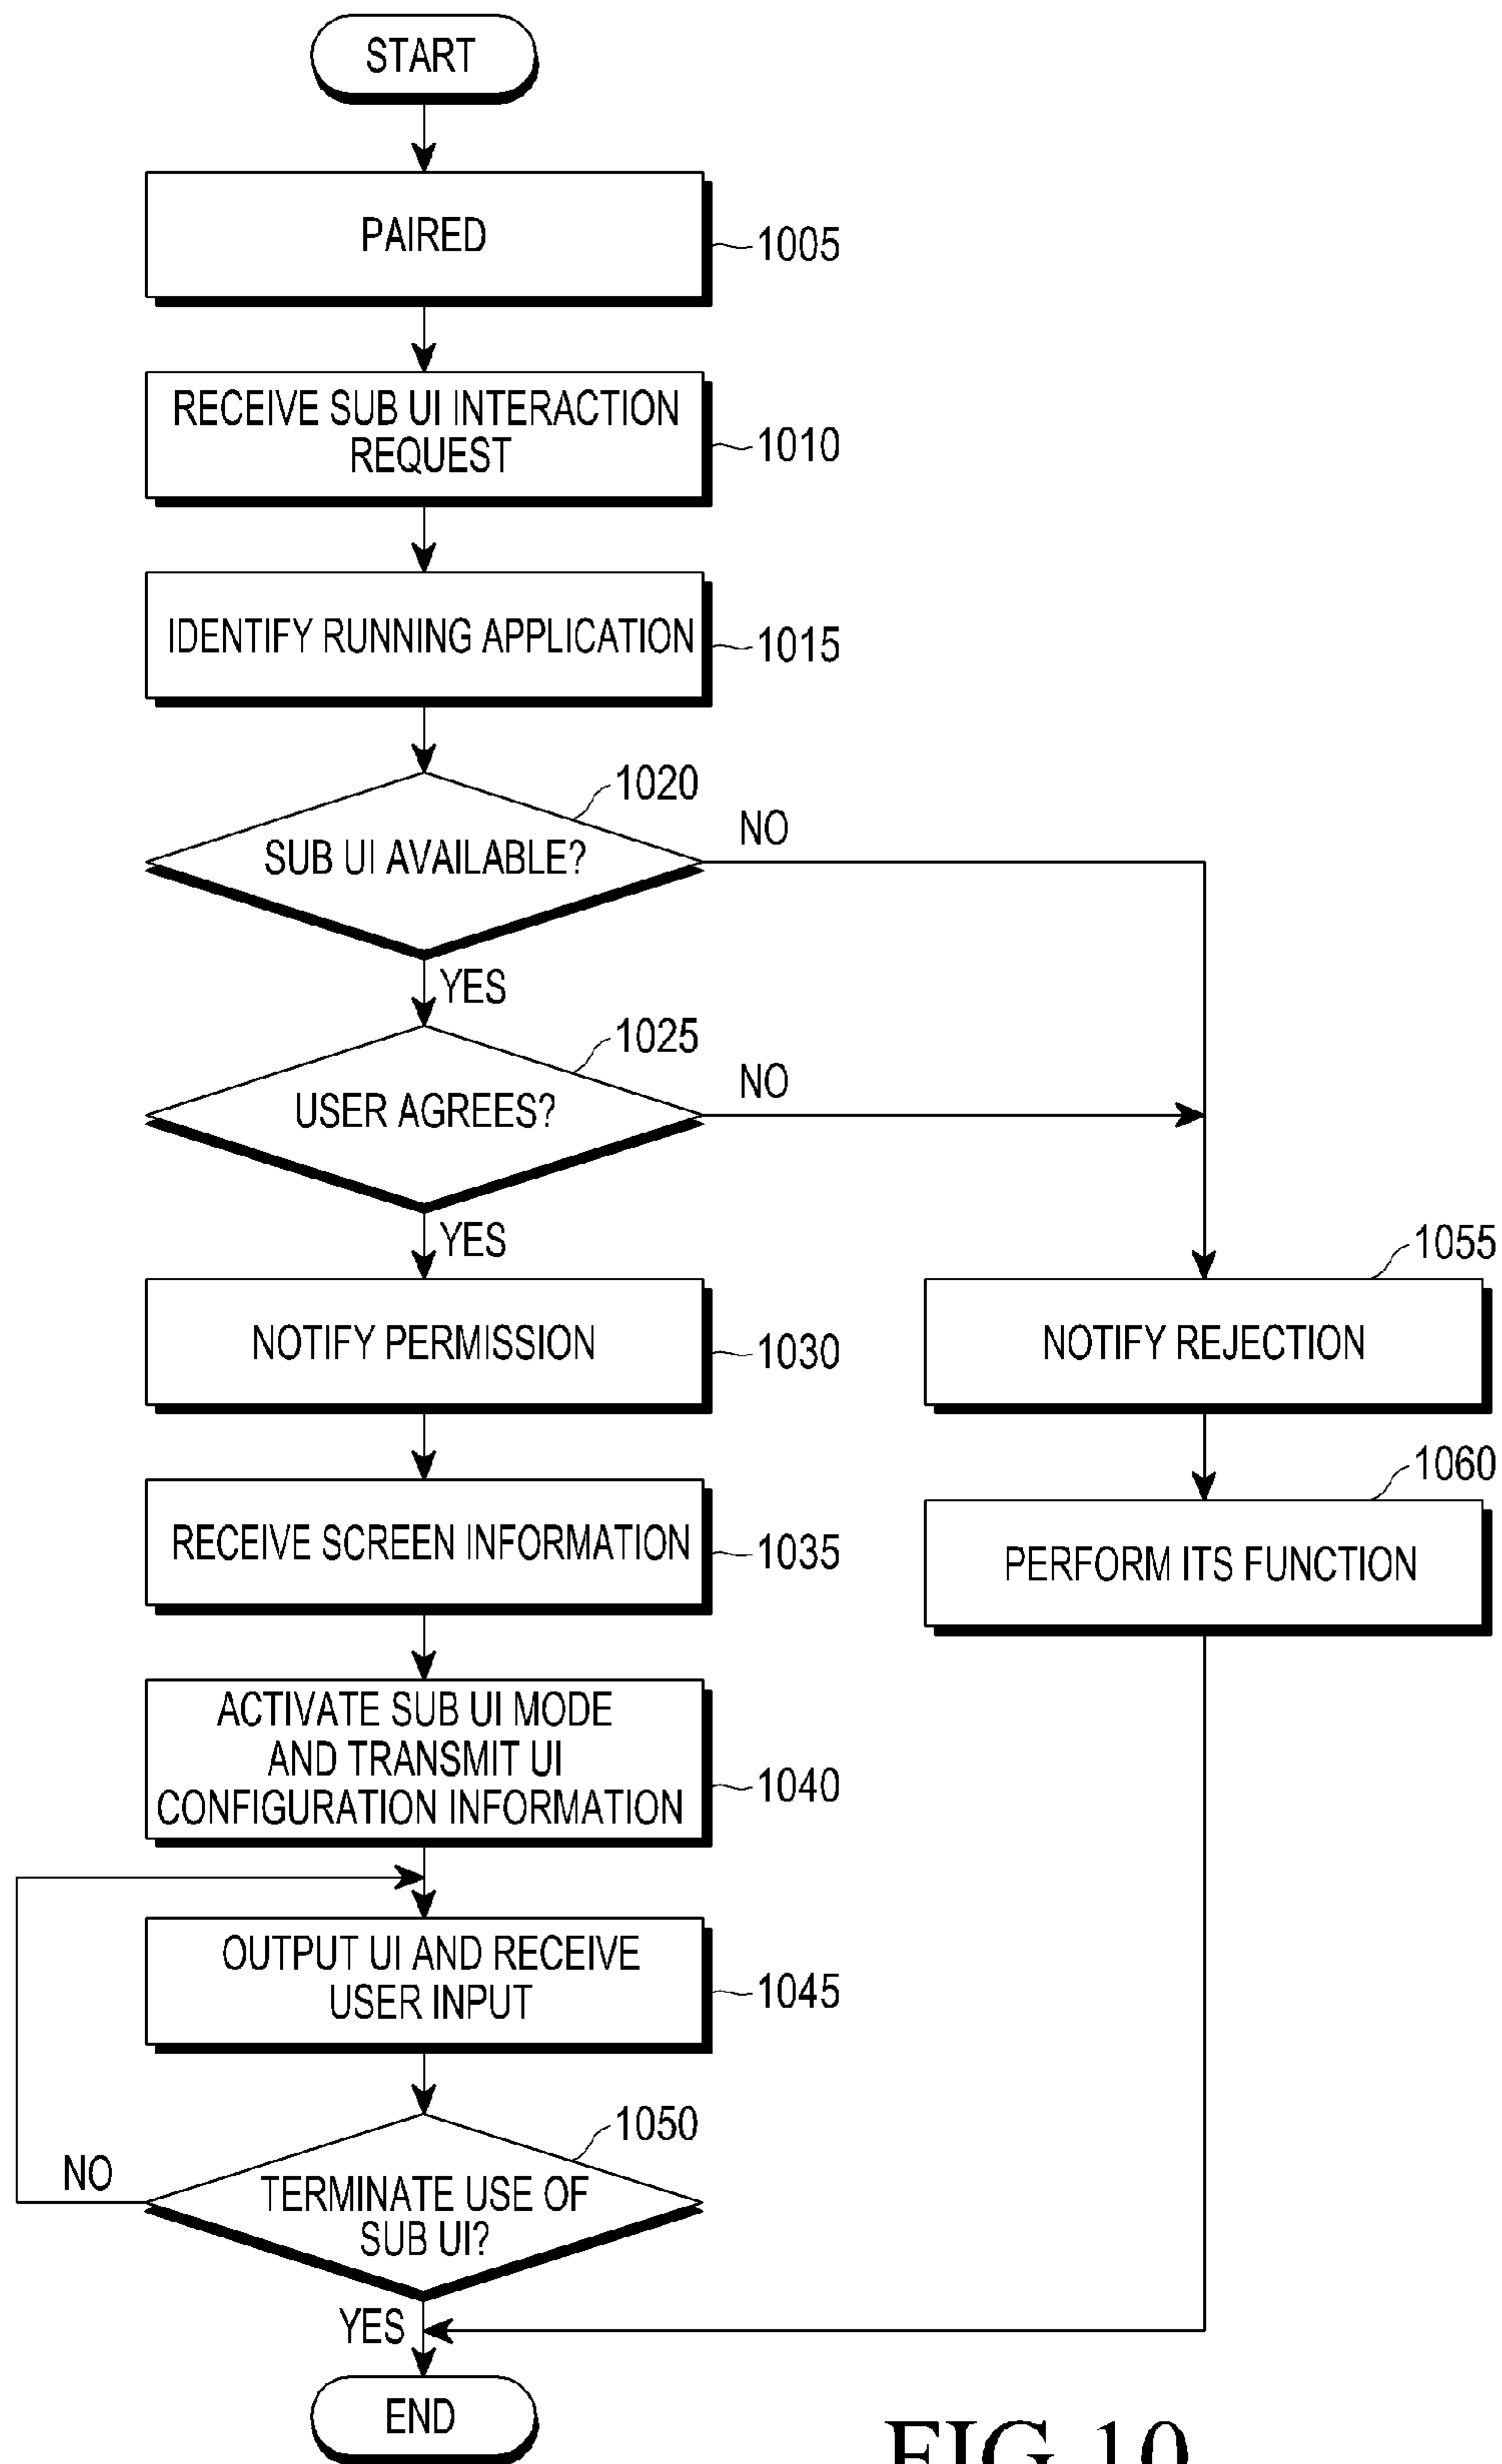 START
PAIRED
1005
RECEIVE SUB UI INTERACTION
REQUEST
1010
IDENTIFY RUNNING APPLICATION
1015
1020
SUB UI AVAILABLE?
NO
YES
1025
USER AGREES?
NO
YES
NOTIFY PERMISSION
1030
1055
NOTIFY REJECTION
RECEIVE SCREEN INFORMATION
1035
1060
PERFORM ITS FUNCTION
ACTIVATE SUB UI MODE
AND TRANSMIT UI
CONFIGURATION INFORMATION
1040
OUTPUT UI AND RECEIVE
USER INPUT
1045
1050
NO
TERMINATE USE OF
SUB UI?
YES
END
FIG.10